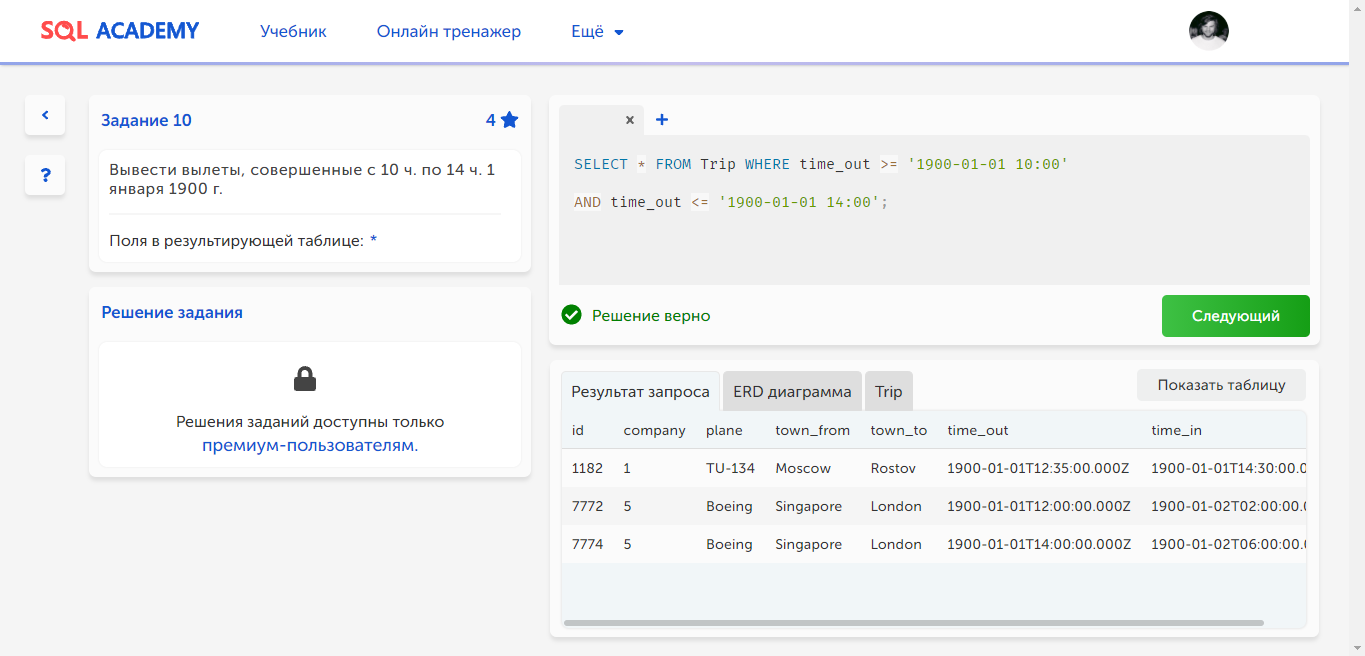 SQL ACADEMY
Учебник
Онлайн тренажер
Ещё
Задание 10
4
Вывести вылеты, совершенные с 10 ч. по 14 ч. 1
января 1900 г.
Поля в результирующей таблице: *
Решение задания
Решения заданий доступны только
премиум-пользователям.
?
SELECT * FROM Trip WHERE time_out >= '1900-01-01 10:00'
AND time_out <= '1900-01-01 14:00';
Решение верно
Следующий
Результат запроса
ERD диаграмма
Trip
Показать таблицу
id company plane town_from town_to time_out time_in
1182 1 TU-134 Moscow Rostov 1900-01-01T12:35:00.000Z 1900-01-01T14:30:00.0
7772 5 Boeing Singapore London 1900-01-01T12:00:00.000Z 1900-01-02T02:00:00.0
7774 5 Boeing Singapore London 1900-01-01T14:00:00.000Z 1900-01-02T06:00:00.0